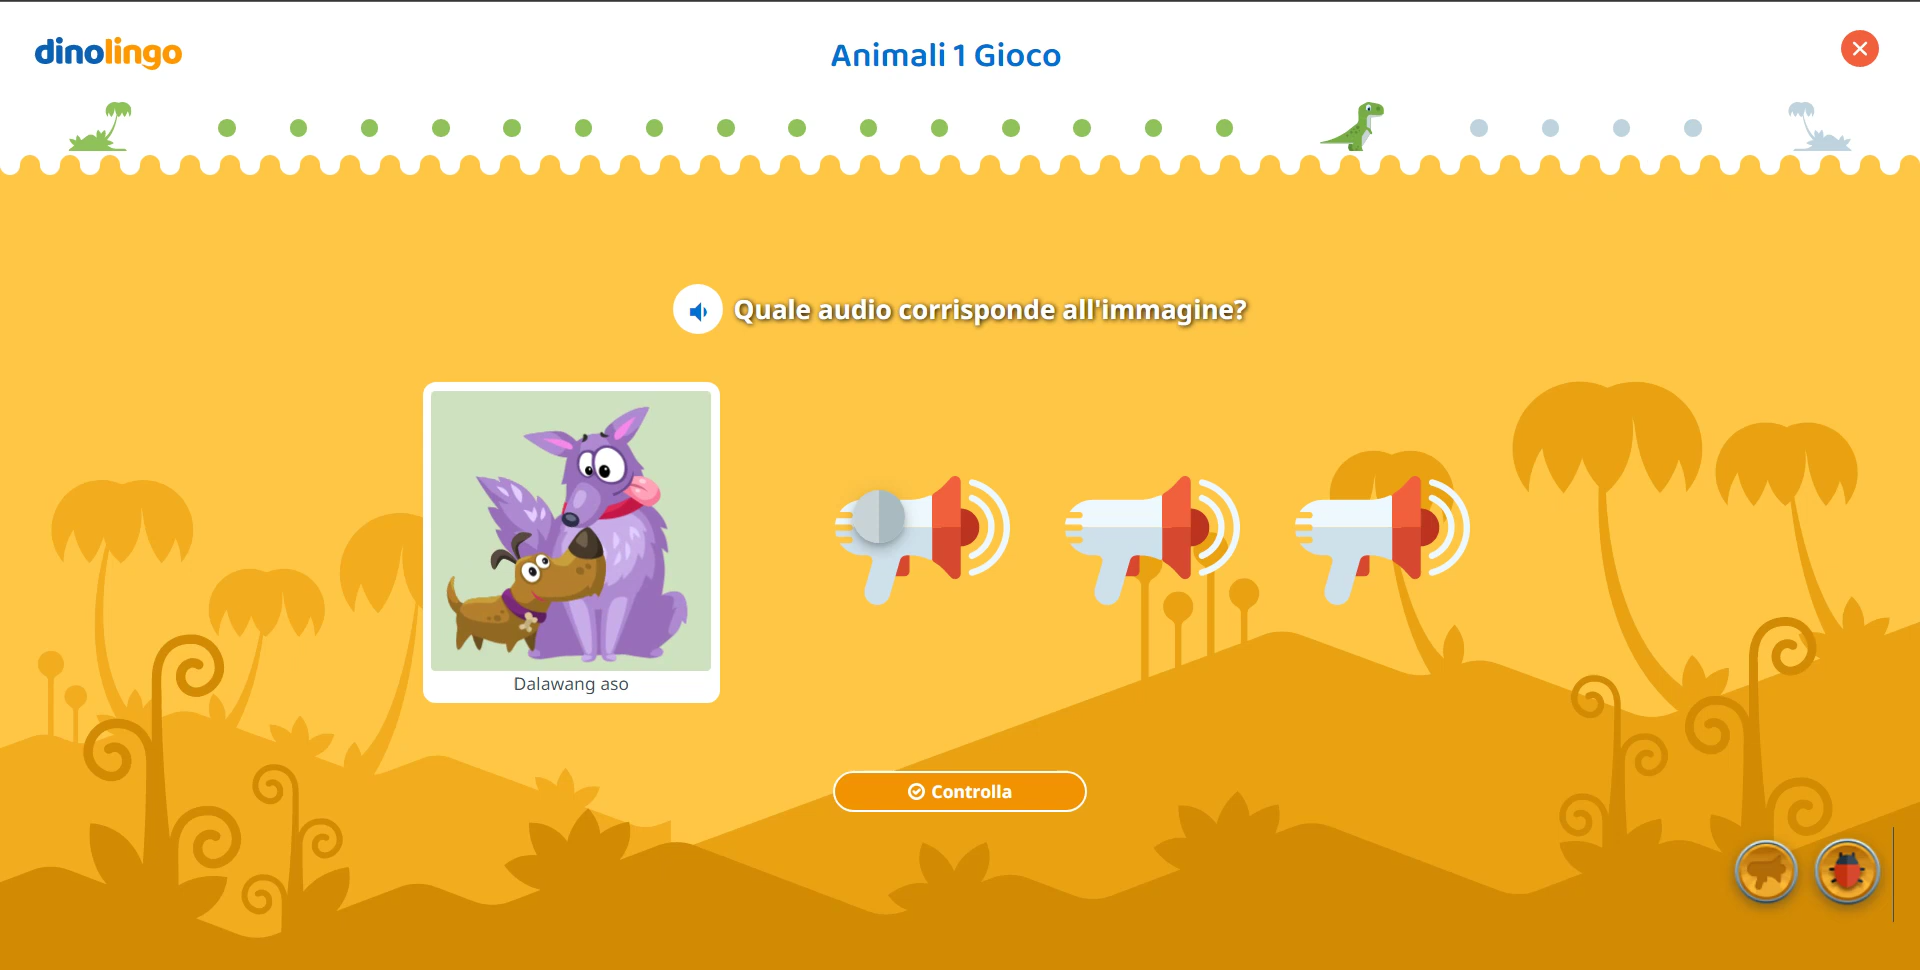 dinolingo
Animali 1 Gioco
Quale audio corrisponde all'immagine?
Dalawang aso
Controlla